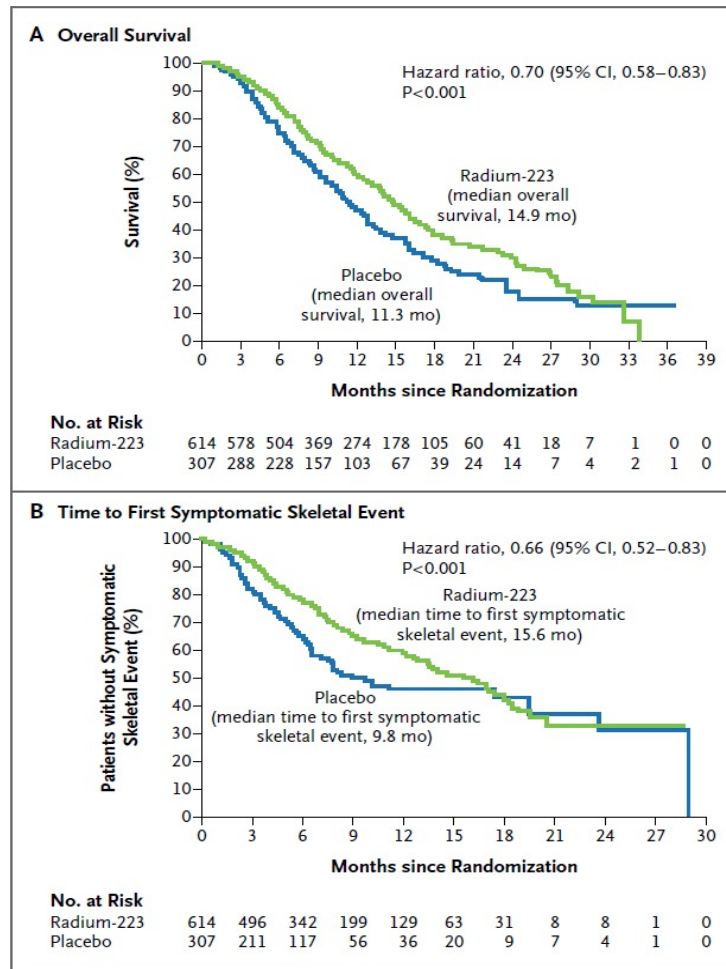 A Overall Survival
100
90
80
70
60
50
40
30
20
10
0
Survival (%)
Hazard ratio, 0.70 (95% CI, 0.58–0.83)
P<0.001
Radium-223
(median overall
survival, 14.9 mo)
Placebo
(median overall
survival, 11.3 mo)
0 3 6 9 12 15 18 21 24 27 30 33 36 39
Months since Randomization
No. at Risk
Radium-223 614 578 504 369 274 178 105 60 41 18 7 1 0 0
Placebo 307 288 228 157 103 67 39 24 14 7 4 2 1 0
B Time to First Symptomatic Skeletal Event
100
90
80
70
60
50
40
30
20
10
0
Patients without Symptomatic
Skeletal Event (%)
Hazard ratio, 0.66 (95% CI, 0.52–0.83)
P<0.001
Radium-223
(median time to first symptomatic
skeletal event, 15.6 mo)
Placebo
(median time to first symptomatic
skeletal event, 9.8 mo)
0 3 6 9 12 15 18 21 24 27 30
Months since Randomization
No. at Risk
Radium-223 614 496 342 199 129 63 31 8 8 1 0
Placebo 307 211 117 56 36 20 9 7 4 1 0